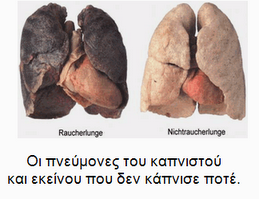 Raucherlunge Nichtraucherlunge
Οι πνεύμονες του καπνιστού
και εκείνου που δεν κάπνισε ποτέ.